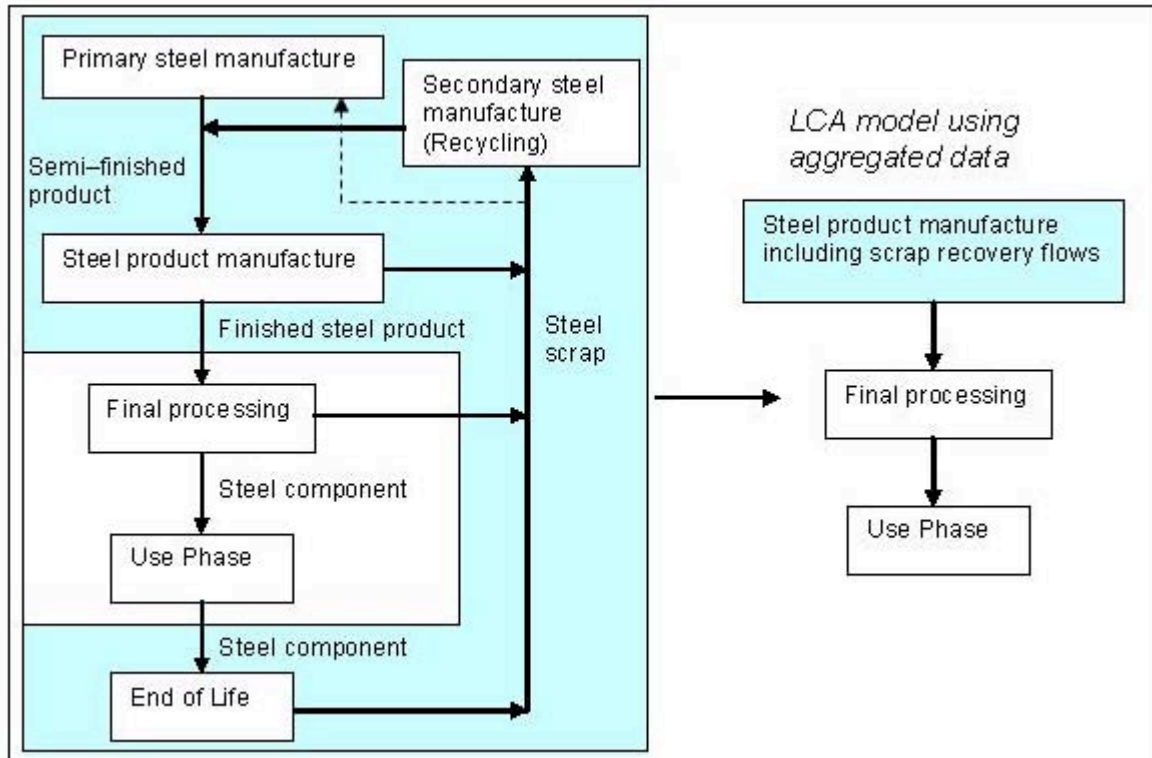 Primary steel manufacture
Secondary steel
manufacture
(Recycling)
Semi–finished
product
Steel product manufacture
Finished steel product
Steel
scrap
Final processing
Steel component
Use Phase
Steel component
End of Life
LCA model using
aggregated data
Steel product manufacture
including scrap recovery flows
Final processing
Use Phase